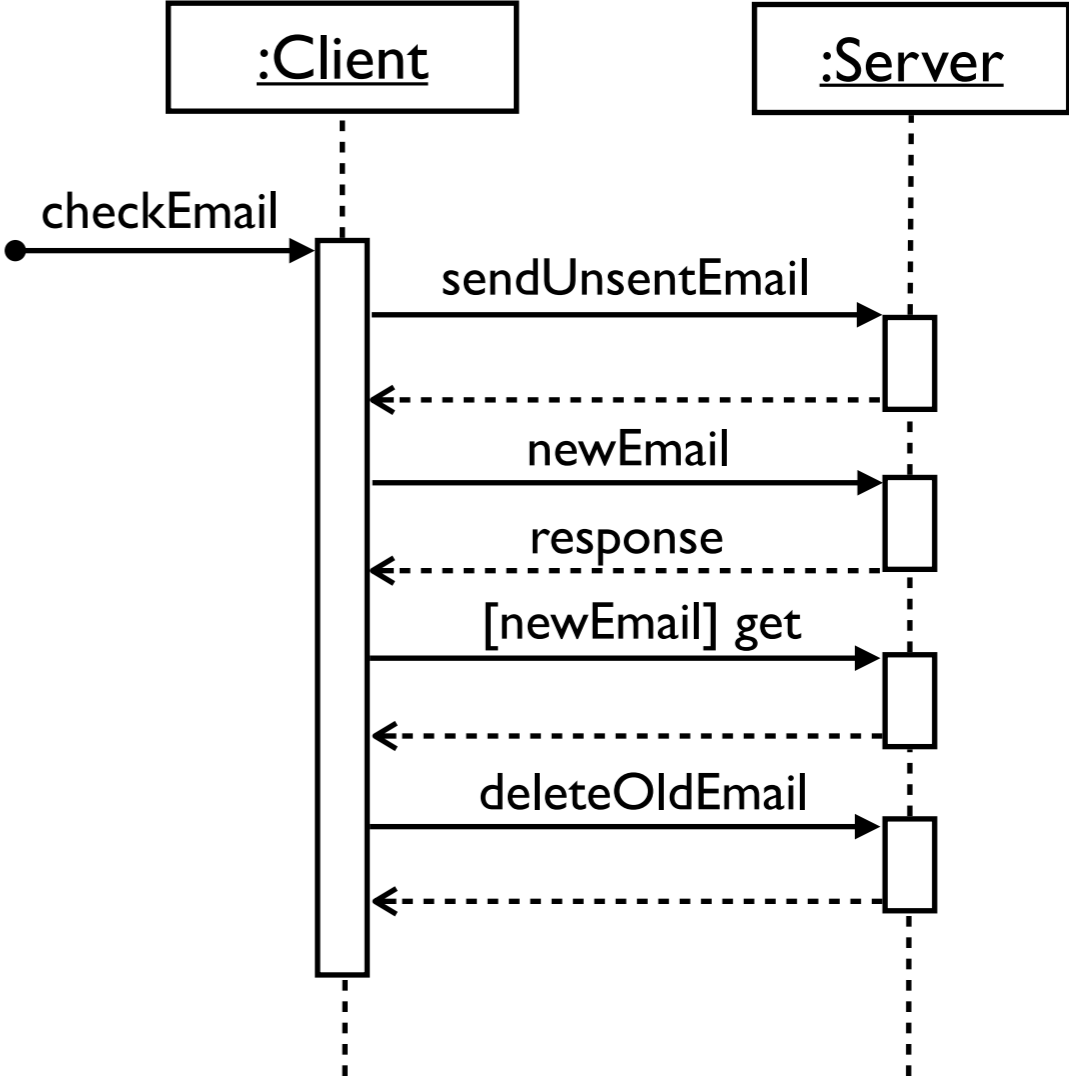 :Client
:Server
checkEmail
sendUnsentEmail
newEmail
response
[newEmail] get
deleteOldEmail